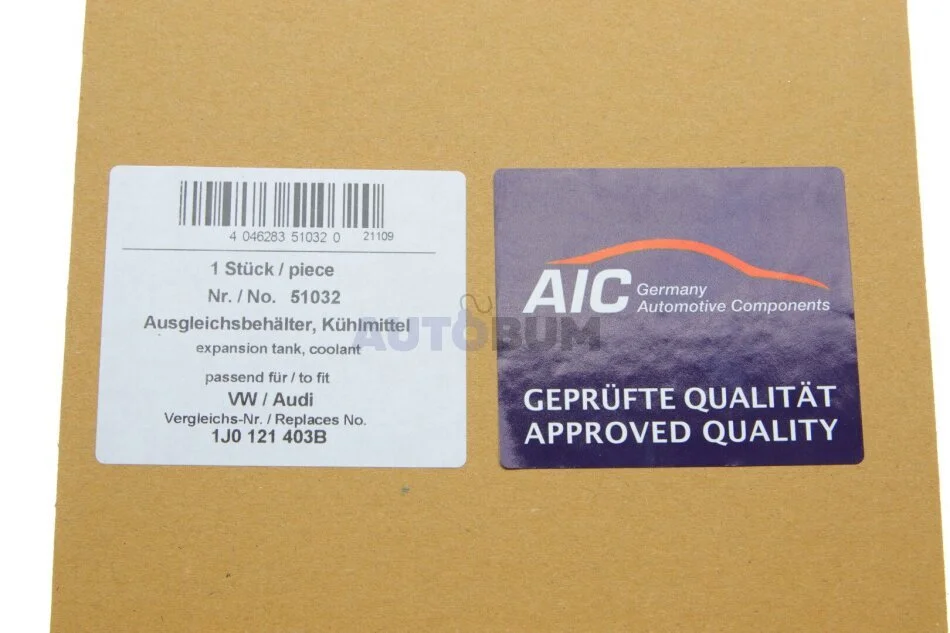 4 046283 51032 0
21109
1 Stück / piece
Nr. / No. 51032
Ausgleichsbehälter, Kühlmittel
expansion tank, coolant
passend für / to fit
VW / Audi
Vergleichs-Nr. / Replaces No.
1J0 121 403B
AIC Germany
Automotive Components
GEPRÜFTE QUALITÄT
APPROVED QUALITY
AUTOBUM